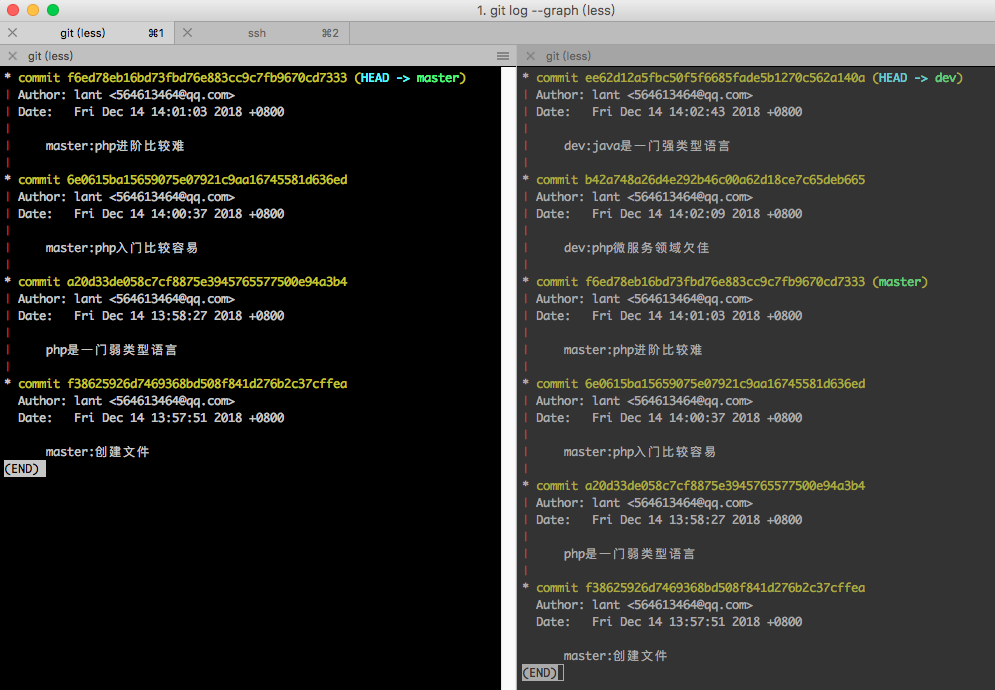 1. git log --graph (less)
git (less) ⌘1
ssh ⌘2
git (less)
* commit f6ed78eb16bd73fbd76e883cc9c7fb9670cd7333 (HEAD -> master)
| Author: lant <564613464@qq.com>
| Date:   Fri Dec 14 14:01:03 2018 +0800
|
|     master:php进阶比较难
|
* commit 6e0615ba15659075e07921c9aa16745581d636ed
| Author: lant <564613464@qq.com>
| Date:   Fri Dec 14 14:00:37 2018 +0800
|
|     master:php入门比较容易
|
* commit a20d33de058c7cf8875e3945765577500e94a3b4
| Author: lant <564613464@qq.com>
| Date:   Fri Dec 14 13:58:27 2018 +0800
|
|     php是一门弱类型语言
|
* commit f38625926d7469368bd508f841d276b2c37cffea
  Author: lant <564613464@qq.com>
  Date:   Fri Dec 14 13:57:51 2018 +0800

      master:创建文件
(END)
git (less)
* commit ee62d12a5fbc50f5f6685fade5b1270c562a140a (HEAD -> dev)
| Author: lant <564613464@qq.com>
| Date:   Fri Dec 14 14:02:43 2018 +0800
|
|     dev:java是一门强类型语言
|
* commit b42a748a26d4e292b46c00a62d18ce7c65deb665
| Author: lant <564613464@qq.com>
| Date:   Fri Dec 14 14:02:09 2018 +0800
|
|     dev:php微服务领域欠佳
|
* commit f6ed78eb16bd73fbd76e883cc9c7fb9670cd7333 (master)
| Author: lant <564613464@qq.com>
| Date:   Fri Dec 14 14:01:03 2018 +0800
|
|     master:php进阶比较难
|
* commit 6e0615ba15659075e07921c9aa16745581d636ed
| Author: lant <564613464@qq.com>
| Date:   Fri Dec 14 14:00:37 2018 +0800
|
|     master:php入门比较容易
|
* commit a20d33de058c7cf8875e3945765577500e94a3b4
| Author: lant <564613464@qq.com>
| Date:   Fri Dec 14 13:58:27 2018 +0800
|
|     php是一门弱类型语言
|
* commit f38625926d7469368bd508f841d276b2c37cffea
  Author: lant <564613464@qq.com>
  Date:   Fri Dec 14 13:57:51 2018 +0800

      master:创建文件
(END)